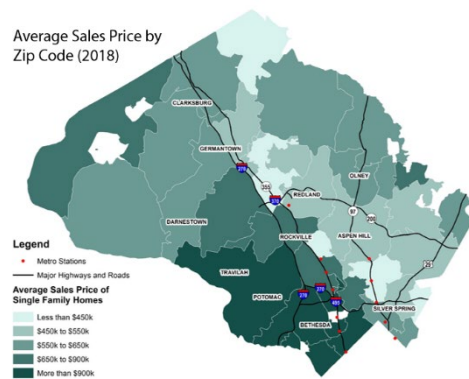 Average Sales Price by
Zip Code (2018)
CLARKSBURG
GERMANTOWN
270
355
370
REDLAND
OLNEY
97
200
DARNESTOWN
ROCKVILLE
ASPEN HILL
29
Legend
Metro Stations
Major Highways and Roads
TRAVILAH
POTOMAC
270
270
495
SILVER SPRING
BETHESDA
Average Sales Price of
Single Family Homes
Less than $450k
$450k to $550k
$550k to $650k
$650k to $900k
More than $900k